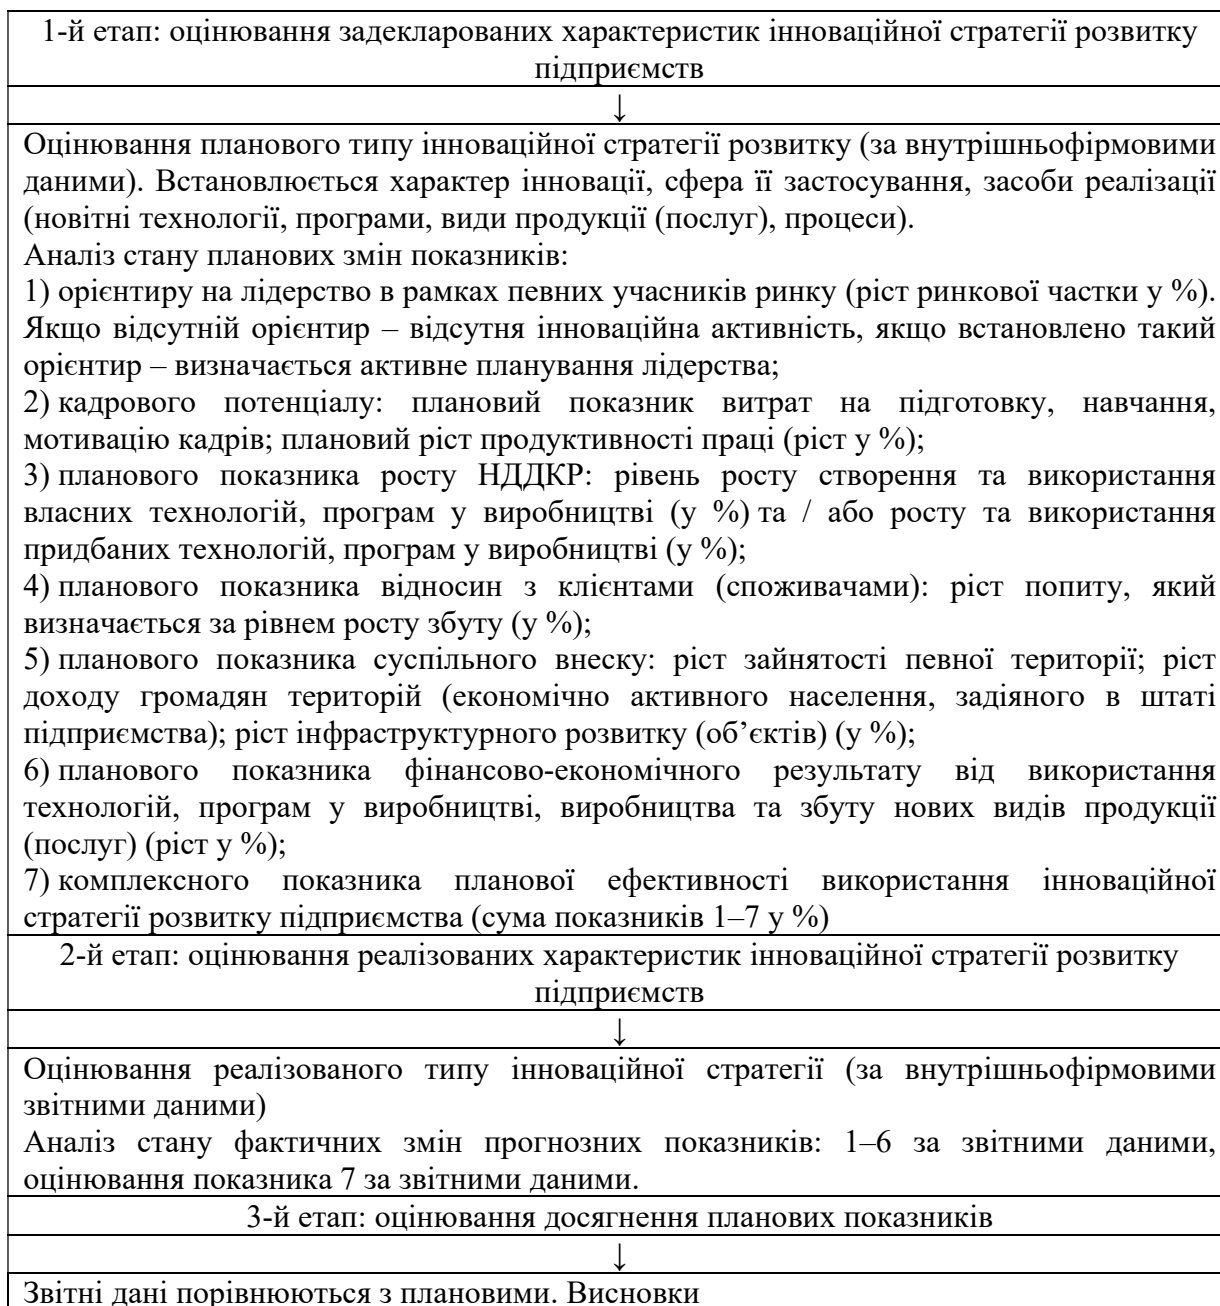 1-й етап: оцінювання задекларованих характеристик інноваційної стратегії розвитку
підприємств
↓
Оцінювання планового типу інноваційної стратегії розвитку (за внутрішньофірмовими
даними). Встановлюється характер інновації, сфера її застосування, засоби реалізації
(новітні технології, програми, види продукції (послуг), процеси).
Аналіз стану планових змін показників:
1) орієнтиру на лідерство в рамках певних учасників ринку (ріст ринкової частки у %).
Якщо відсутній орієнтир – відсутня інноваційна активність, якщо встановлено такий
орієнтир – визначається активне планування лідерства;
2) кадрового потенціалу: плановий показник витрат на підготовку, навчання,
мотивацію кадрів; плановий ріст продуктивності праці (ріст у %);
3) планового показника росту НДДКР: рівень росту створення та використання
власних технологій, програм у виробництві (у %) та / або росту та використання
придбаних технологій, програм у виробництві (у %);
4) планового показника відносин з клієнтами (споживачами): ріст попиту, який
визначається за рівнем росту збуту (у %);
5) планового показника суспільного внеску: ріст зайнятості певної території; ріст
доходу громадян територій (економічно активного населення, задіяного в штаті
підприємства); ріст інфраструктурного розвитку (об’єктів) (у %);
6) планового показника фінансово-економічного результату від використання
технологій, програм у виробництві, виробництва та збуту нових видів продукції
(послуг) (ріст у %);
7) комплексного показника планової ефективності використання інноваційної
стратегії розвитку підприємства (сума показників 1–7 у %)
2-й етап: оцінювання реалізованих характеристик інноваційної стратегії розвитку
підприємств
↓
Оцінювання реалізованого типу інноваційної стратегії (за внутрішньофірмовими
звітними даними)
Аналіз стану фактичних змін прогнозних показників: 1–6 за звітними даними,
оцінювання показника 7 за звітними даними.
3-й етап: оцінювання досягнення планових показників
↓
Звітні дані порівнюються з плановими. Висновки